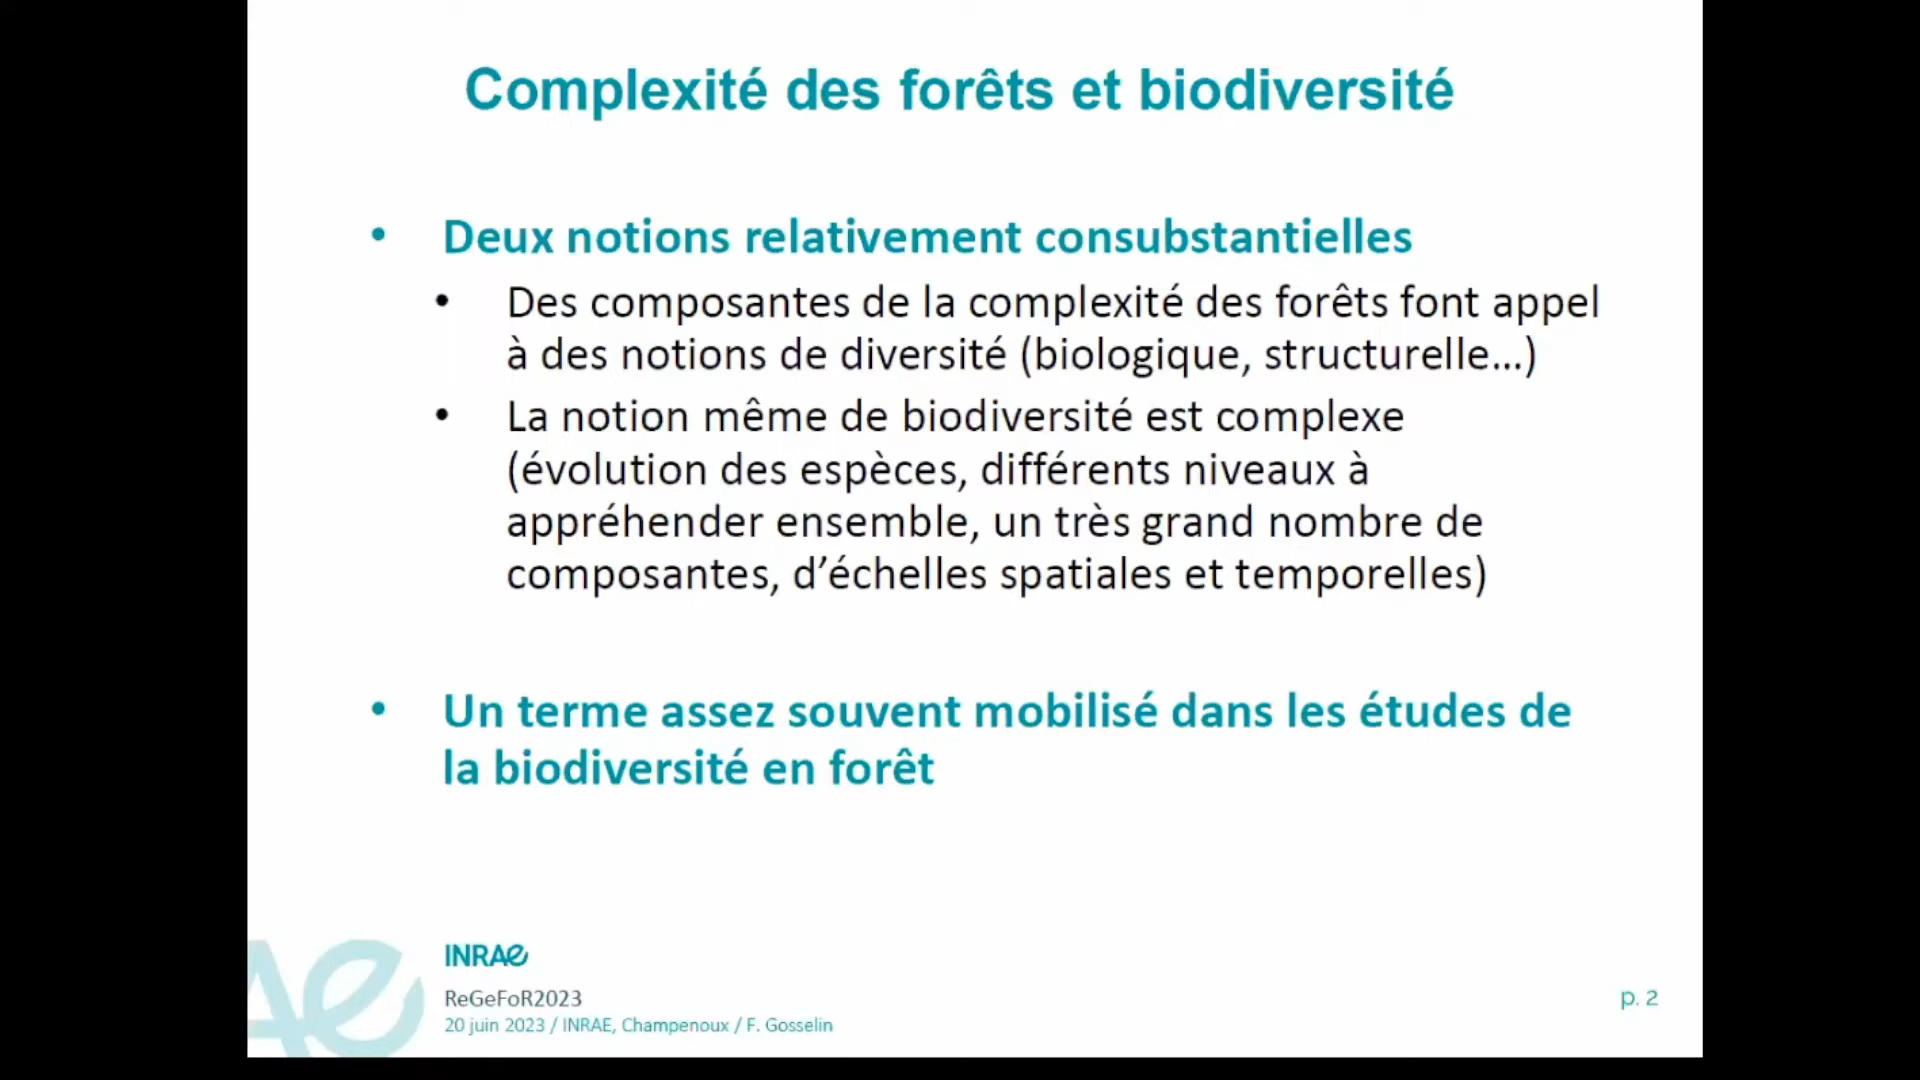 Complexité des forêts et biodiversité
• Deux notions relativement consubstantielles
• Des composantes de la complexité des forêts font appel
à des notions de diversité (biologique, structurelle…)
• La notion même de biodiversité est complexe
(évolution des espèces, différents niveaux à
appréhender ensemble, un très grand nombre de
composantes, d’échelles spatiales et temporelles)
• Un terme assez souvent mobilisé dans les études de
la biodiversité en forêt
INRAE
ReGeFoR2023
20 juin 2023 / INRAE, Champenoux / F. Gosselin
p. 2